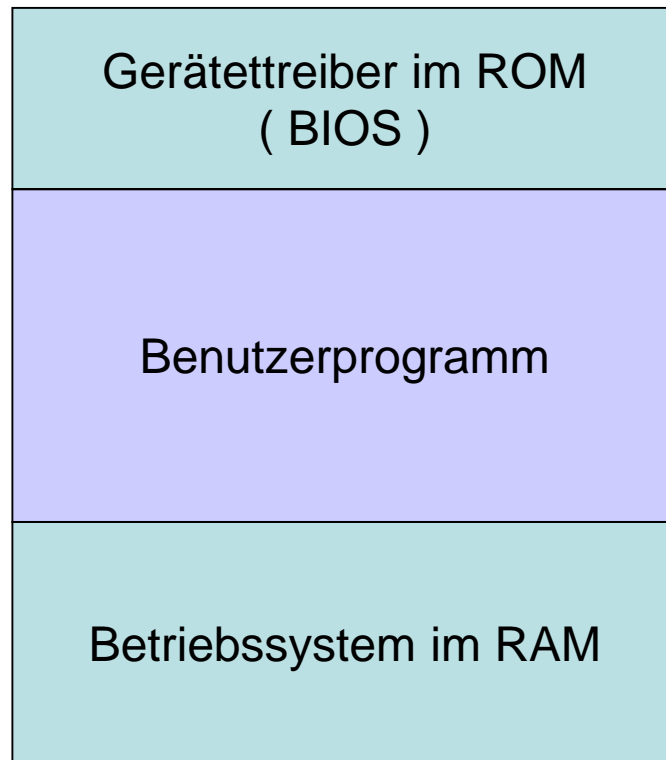 Gerätettreiber im ROM
( BIOS )
Benutzerprogramm
Betriebssystem im RAM